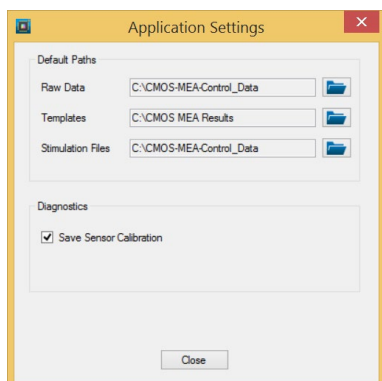 Application Settings
Default Paths
Raw Data C:\CMOS-MEA-Control_Data
Templates C:\CMOS MEA Results
Stimulation Files C:\CMOS-MEA-Control_Data
Diagnostics
Save Sensor Calibration
Close